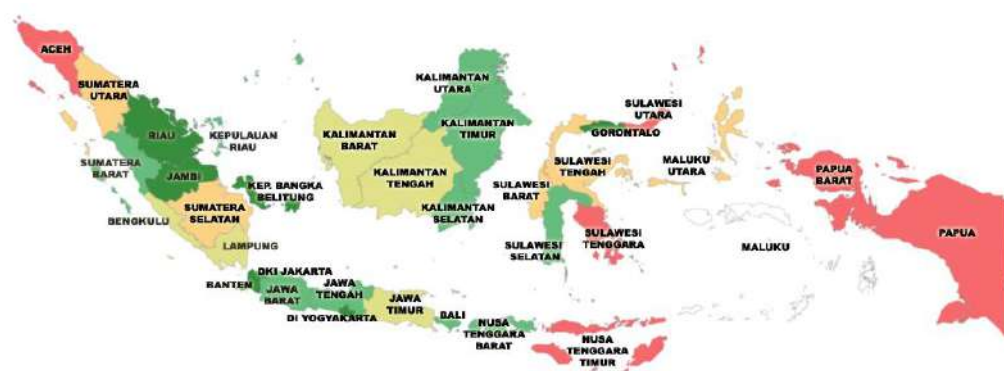 ACEH
SUMATERA
UTARA
RIAU
KEPULAUAN
RIAU
SUMATERA
BARAT
JAMBI
KEP. BANGKA
BELITUNG
BENGKULU
SUMATERA
SELATAN
LAMPUNG
BANTEM
DKI JAKARTA
JAWA
BARAT
JAWA
TENGAH
DI YOGYAKARTA
JAWA
TIMUR
BALI
NUSA
TENGGARA
BARAT
NUSA
TENGGARA
TIMUR
KALIMANTAN
UTARA
KALIMANTAN
TIMUR
KALIMANTAN
BARAT
KALIMANTAN
TENGAH
KALIMANTAN
SELATAN
SULAWESI
UTARA
GORONTALO
SULAWESI
TENGAH
SULAWESI
BARAT
SULAWESI
SELATAN
SULAWESI
TENGGARA
MALUKU
UTARA
MALUKU
PAPUA
BARAT
PAPUA